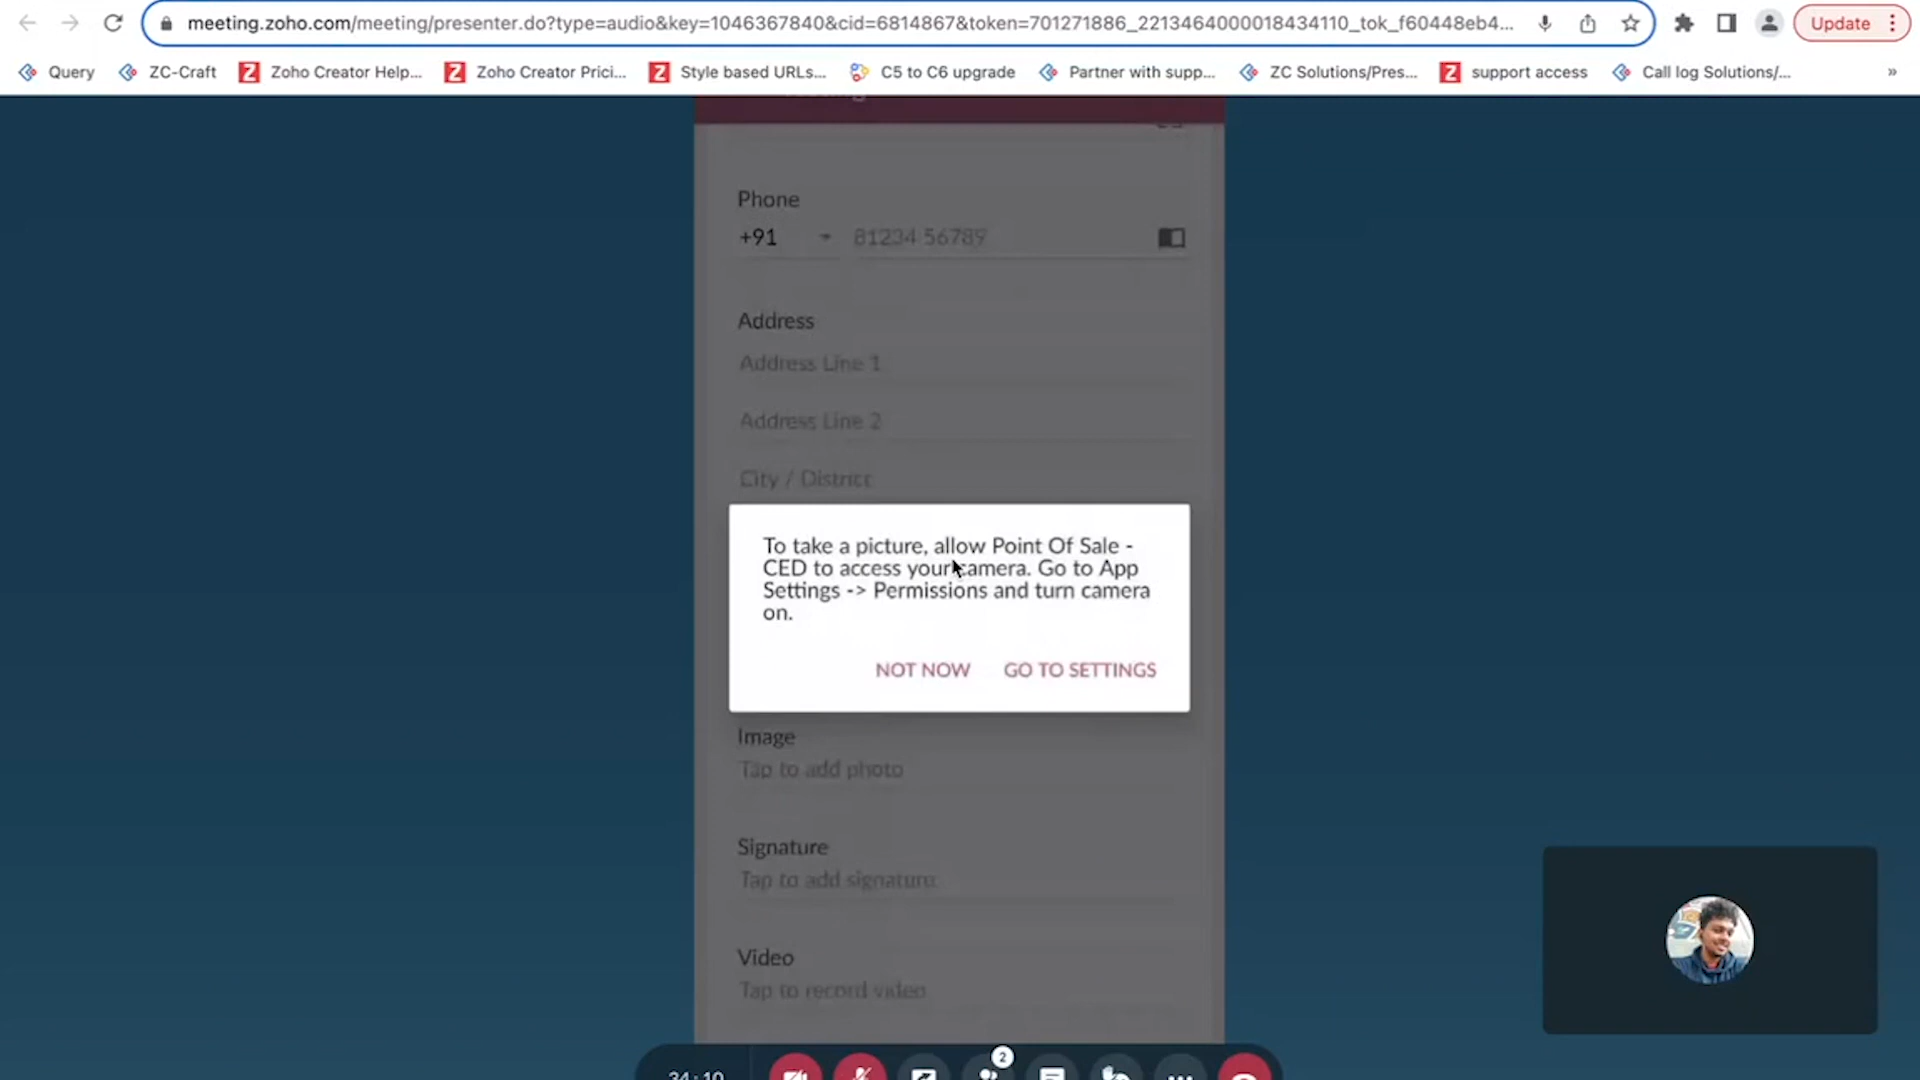 meeting.zoho.com/meeting/presenter.do?type=audio&key=1046367840&cid=6814867&token=701271886_2213464000018434110_tok_f60448eb4...
Update
Query
ZC-Craft
Zoho Creator Help...
Zoho Creator Prici...
Style based URLs...
C5 to C6 upgrade
Partner with supp...
ZC Solutions/Pres...
support access
Call log Solutions/...
»
Phone
+91
81234 56789
Address
Address Line 1
Address Line 2
City / District
To take a picture, allow Point Of Sale -
CED to access your camera. Go to App
Settings -> Permissions and turn camera
on.
NOT NOW
GO TO SETTINGS
Image
Tap to add photo
Signature
Tap to add signature
Video
Tap to record video
2
34:10